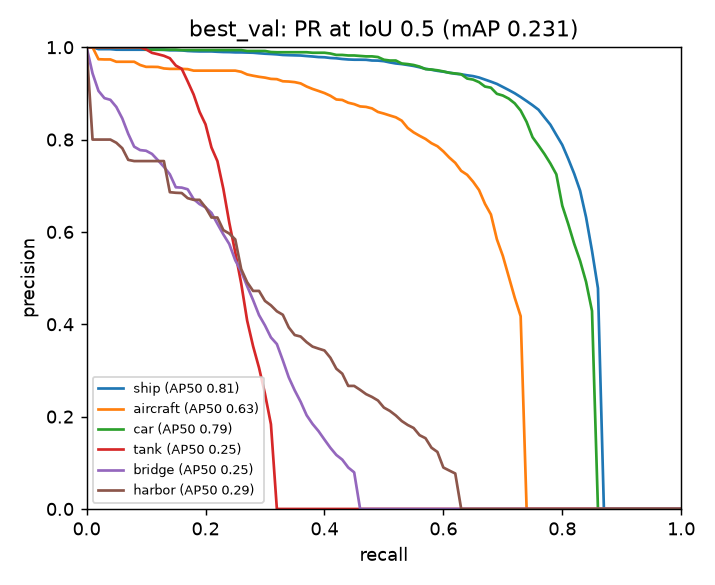 best_val: PR at IoU 0.5 (mAP 0.231)
precision
1.0
0.8
0.6
0.4
0.2
0.0
ship (AP50 0.81)
aircraft (AP50 0.63)
car (AP50 0.79)
tank (AP50 0.25)
bridge (AP50 0.25)
harbor (AP50 0.29)
0.0 0.2 0.4 0.6 0.8 1.0
recall